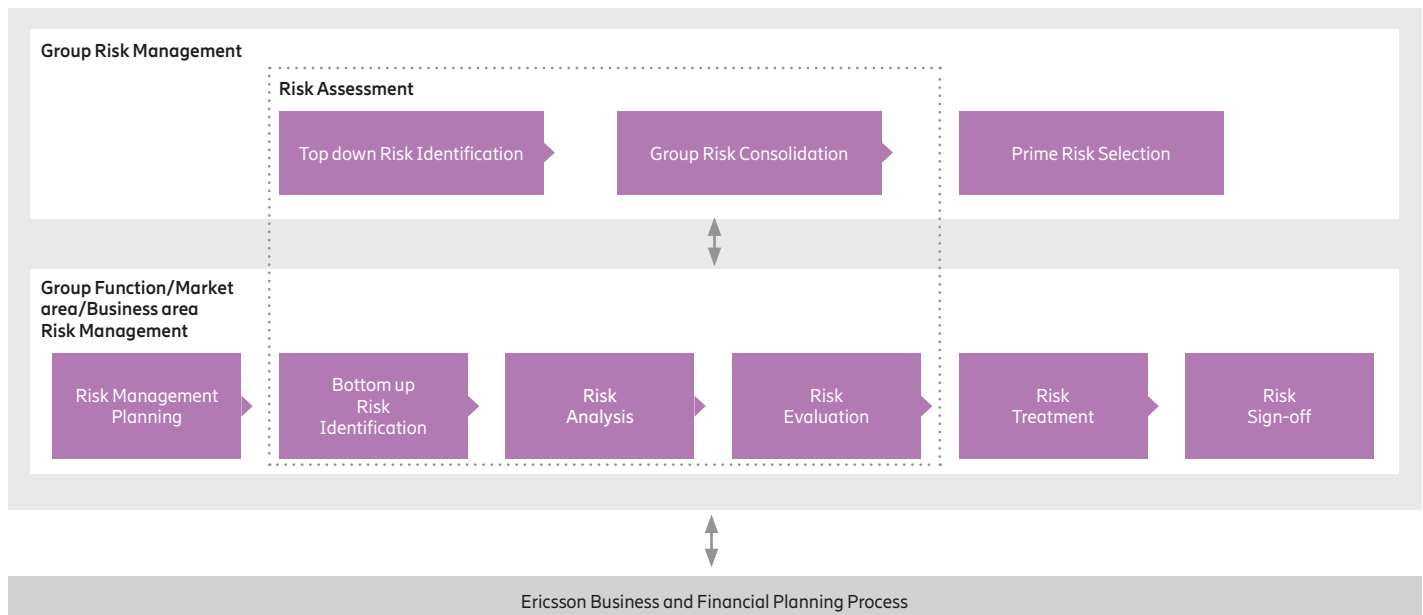 Group Risk Management
Risk Assessment
Top down Risk Identification
Group Risk Consolidation
Prime Risk Selection
Group Function/Market
area/Business area
Risk Management
Risk Management
Planning
Bottom up
Risk
Identification
Risk
Analysis
Risk
Evaluation
Risk
Treatment
Risk
Sign-off
Ericsson Business and Financial Planning Process